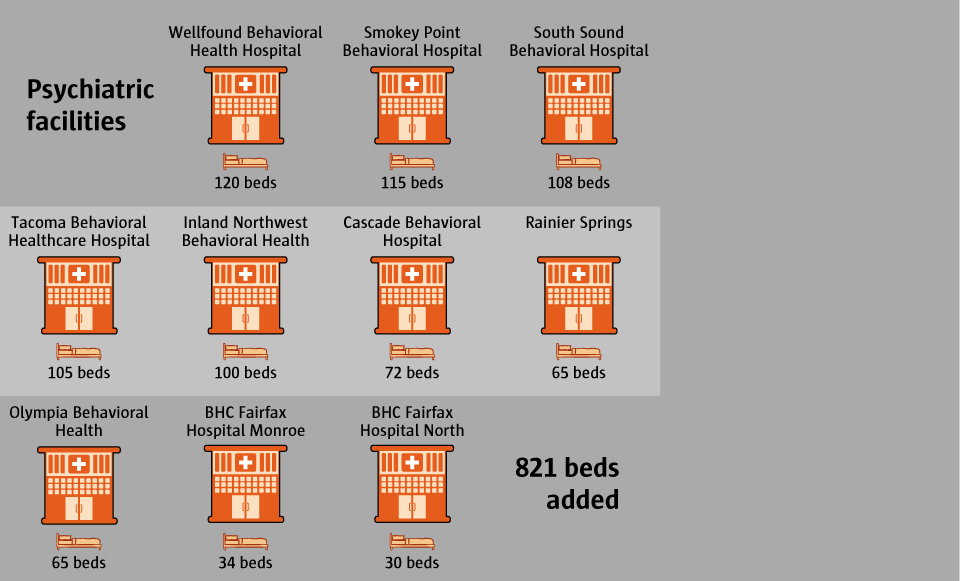 Psychiatric
facilities
Wellfound Behavioral
Health Hospital
120 beds
Smokey Point
Behavioral Hospital
115 beds
South Sound
Behavioral Hospital
108 beds
Tacoma Behavioral
Healthcare Hospital
105 beds
Inland Northwest
Behavioral Health
100 beds
Cascade Behavioral
Hospital
72 beds
Rainier Springs
65 beds
Olympia Behavioral
Health
65 beds
BHC Fairfax
Hospital Monroe
34 beds
BHC Fairfax
Hospital North
30 beds
821 beds
added